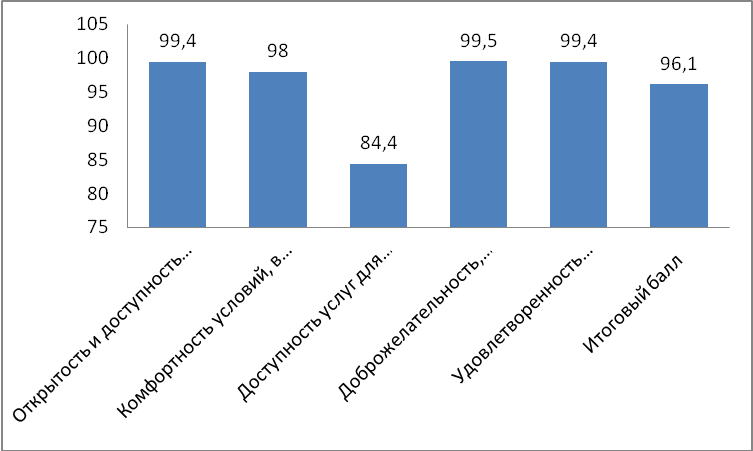 105
100
95
90
85
80
75
99,4
98
84,4
99,5
99,4
96,1
Открытость и доступность...
Комфортность условий, в...
Доступность услуг для...
Доброжелательность,...
Удовлетворенность...
Итоговый балл